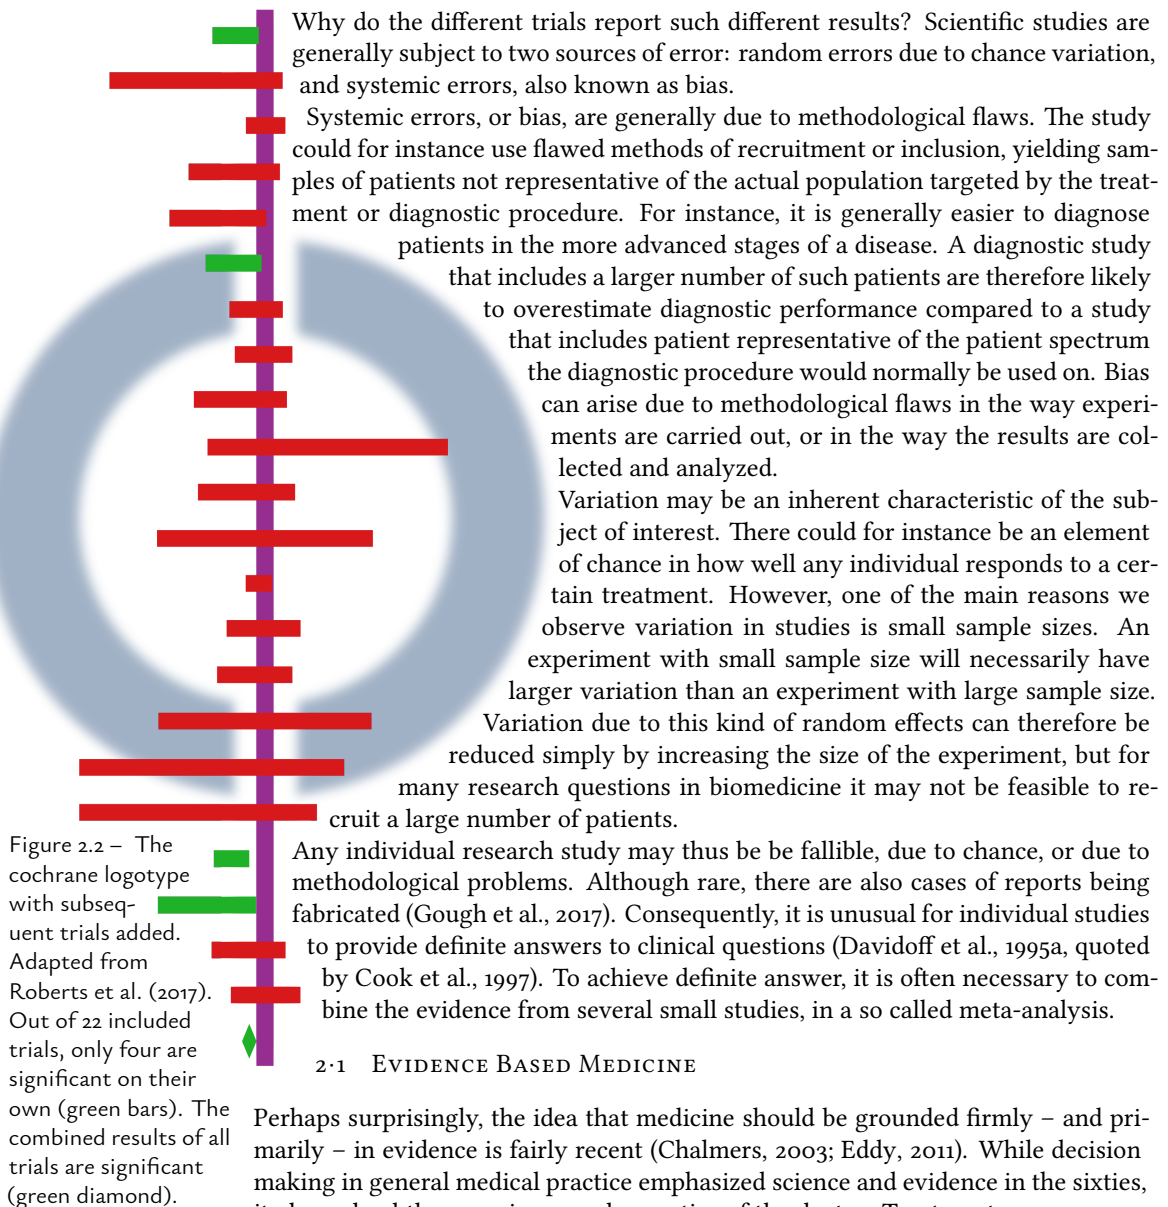 Why do the different trials report such different results? Scientific studies are
generally subject to two sources of error: random errors due to chance variation,
and systemic errors, also known as bias.
Systemic errors, or bias, are generally due to methodological flaws. The study
could for instance use flawed methods of recruitment or inclusion, yielding sam-
ples of patients not representative of the actual population targeted by the treat-
ment or diagnostic procedure. For instance, it is generally easier to diagnose
patients in the more advanced stages of a disease. A diagnostic study
that includes a larger number of such patients are therefore likely
to overestimate diagnostic performance compared to a study
that includes patient representative of the patient spectrum
the diagnostic procedure would normally be used on. Bias
can arise due to methodological flaws in the way experi-
ments are carried out, or in the way the results are col-
lected and analyzed.
Variation may be an inherent characteristic of the sub-
ject of interest. There could for instance be an element
of chance in how well any individual responds to a cer-
tain treatment. However, one of the main reasons we
observe variation in studies is small sample sizes. An
experiment with small sample size will necessarily have
larger variation than an experiment with large sample size.
Variation due to this kind of random effects can therefore be
reduced simply by increasing the size of the experiment, but for
many research questions in biomedicine it may not be feasible to re-
cruit a large number of patients.
Any individual research study may thus be be fallible, due to chance, or due to
methodological problems. Although rare, there are also cases of reports being
fabricated (Gough et al., 2017). Consequently, it is unusual for individual studies
to provide definite answers to clinical questions (Davidoff et al., 1995a, quoted
by Cook et al., 1997). To achieve definite answer, it is often necessary to com-
bine the evidence from several small studies, in a so called meta-analysis.
Figure 2.2 – The
cochrane logotype
with subseq-
uent trials added.
Adapted from
Roberts et al. (2017).
Out of 22 included
trials, only four are
significant on their
own (green bars). The
combined results of all
trials are significant
(green diamond).
2·1 Evidence Based Medicine
Perhaps surprisingly, the idea that medicine should be grounded firmly – and pri-
marily – in evidence is fairly recent (Chalmers, 2003; Eddy, 2011). While decision
making in general medical practice emphasized science and evidence in the sixties,